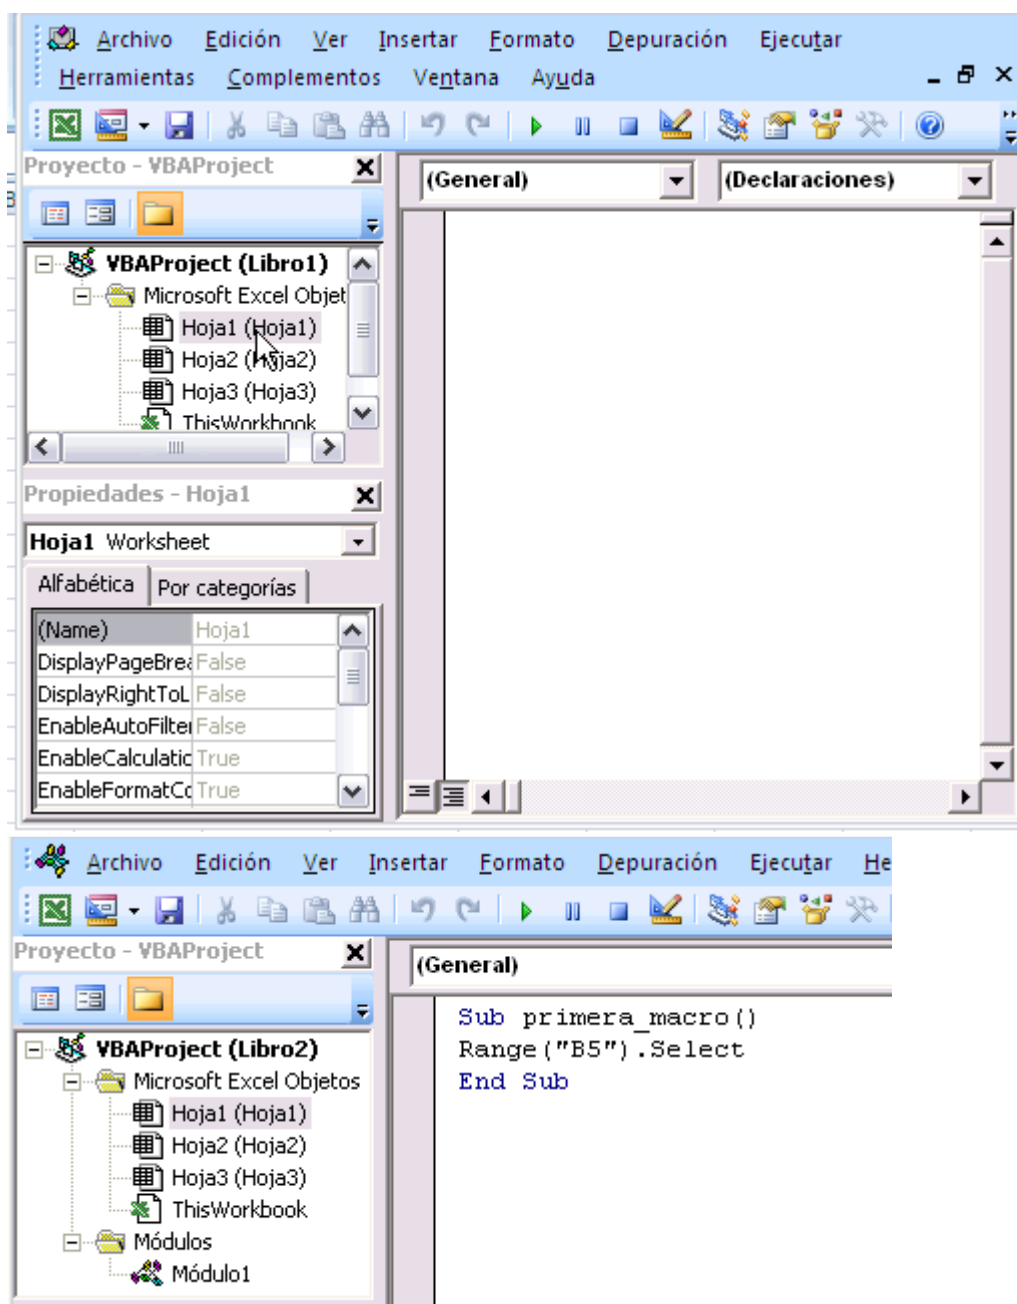 Archivo Edición Ver Insertar Formato Depuración Ejecutar
Herramientas Complementos Ventana Ayuda
Proyecto - VBAProject
(General) (Declaraciones)
VBAProject (Libro1)
Microsoft Excel Objet
Hoja1 (Hoja1)
Hoja2 (Hoja2)
Hoja3 (Hoja3)
ThisWorkbook
Propiedades - Hoja1
Hoja1 Worksheet
Alfabética Por categorías
(Name) Hoja1
DisplayPageBrea False
DisplayRightToL False
EnableAutoFilter False
EnableCalculatic True
EnableFormatCo True
Archivo Edición Ver Insertar Formato Depuración Ejecutar He
Proyecto - VBAProject
(General)
VBAProject (Libro2)
Microsoft Excel Objetos
Hoja1 (Hoja1)
Hoja2 (Hoja2)
Hoja3 (Hoja3)
ThisWorkbook
Módulos
Módulo1
Sub primera_macro()
Range("B5").Select
End Sub